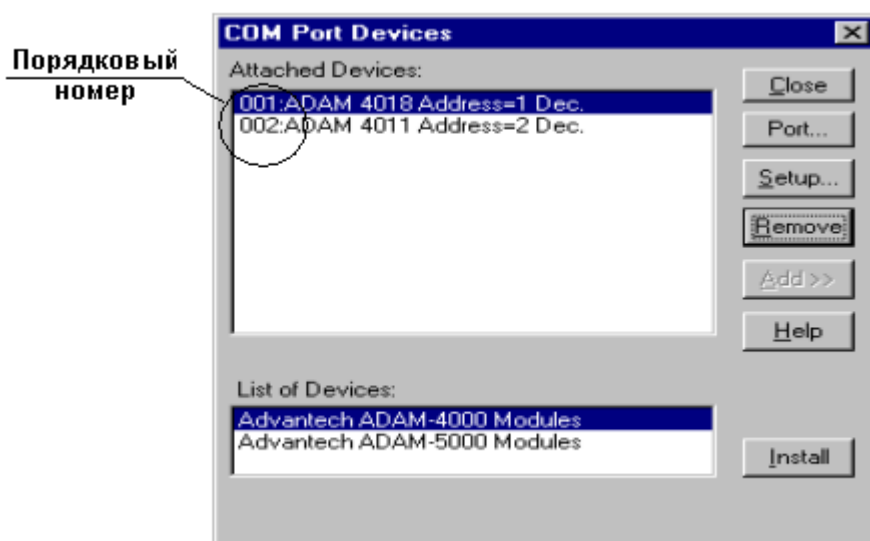 COM Port Devices
Порядковый
номер
Attached Devices:
001:ADAM 4018 Address=1 Dec.
002:ADAM 4011 Address=2 Dec.
Close
Port...
Setup...
Remove
Add >>
Help
List of Devices:
Advantech ADAM-4000 Modules
Advantech ADAM-5000 Modules
Install